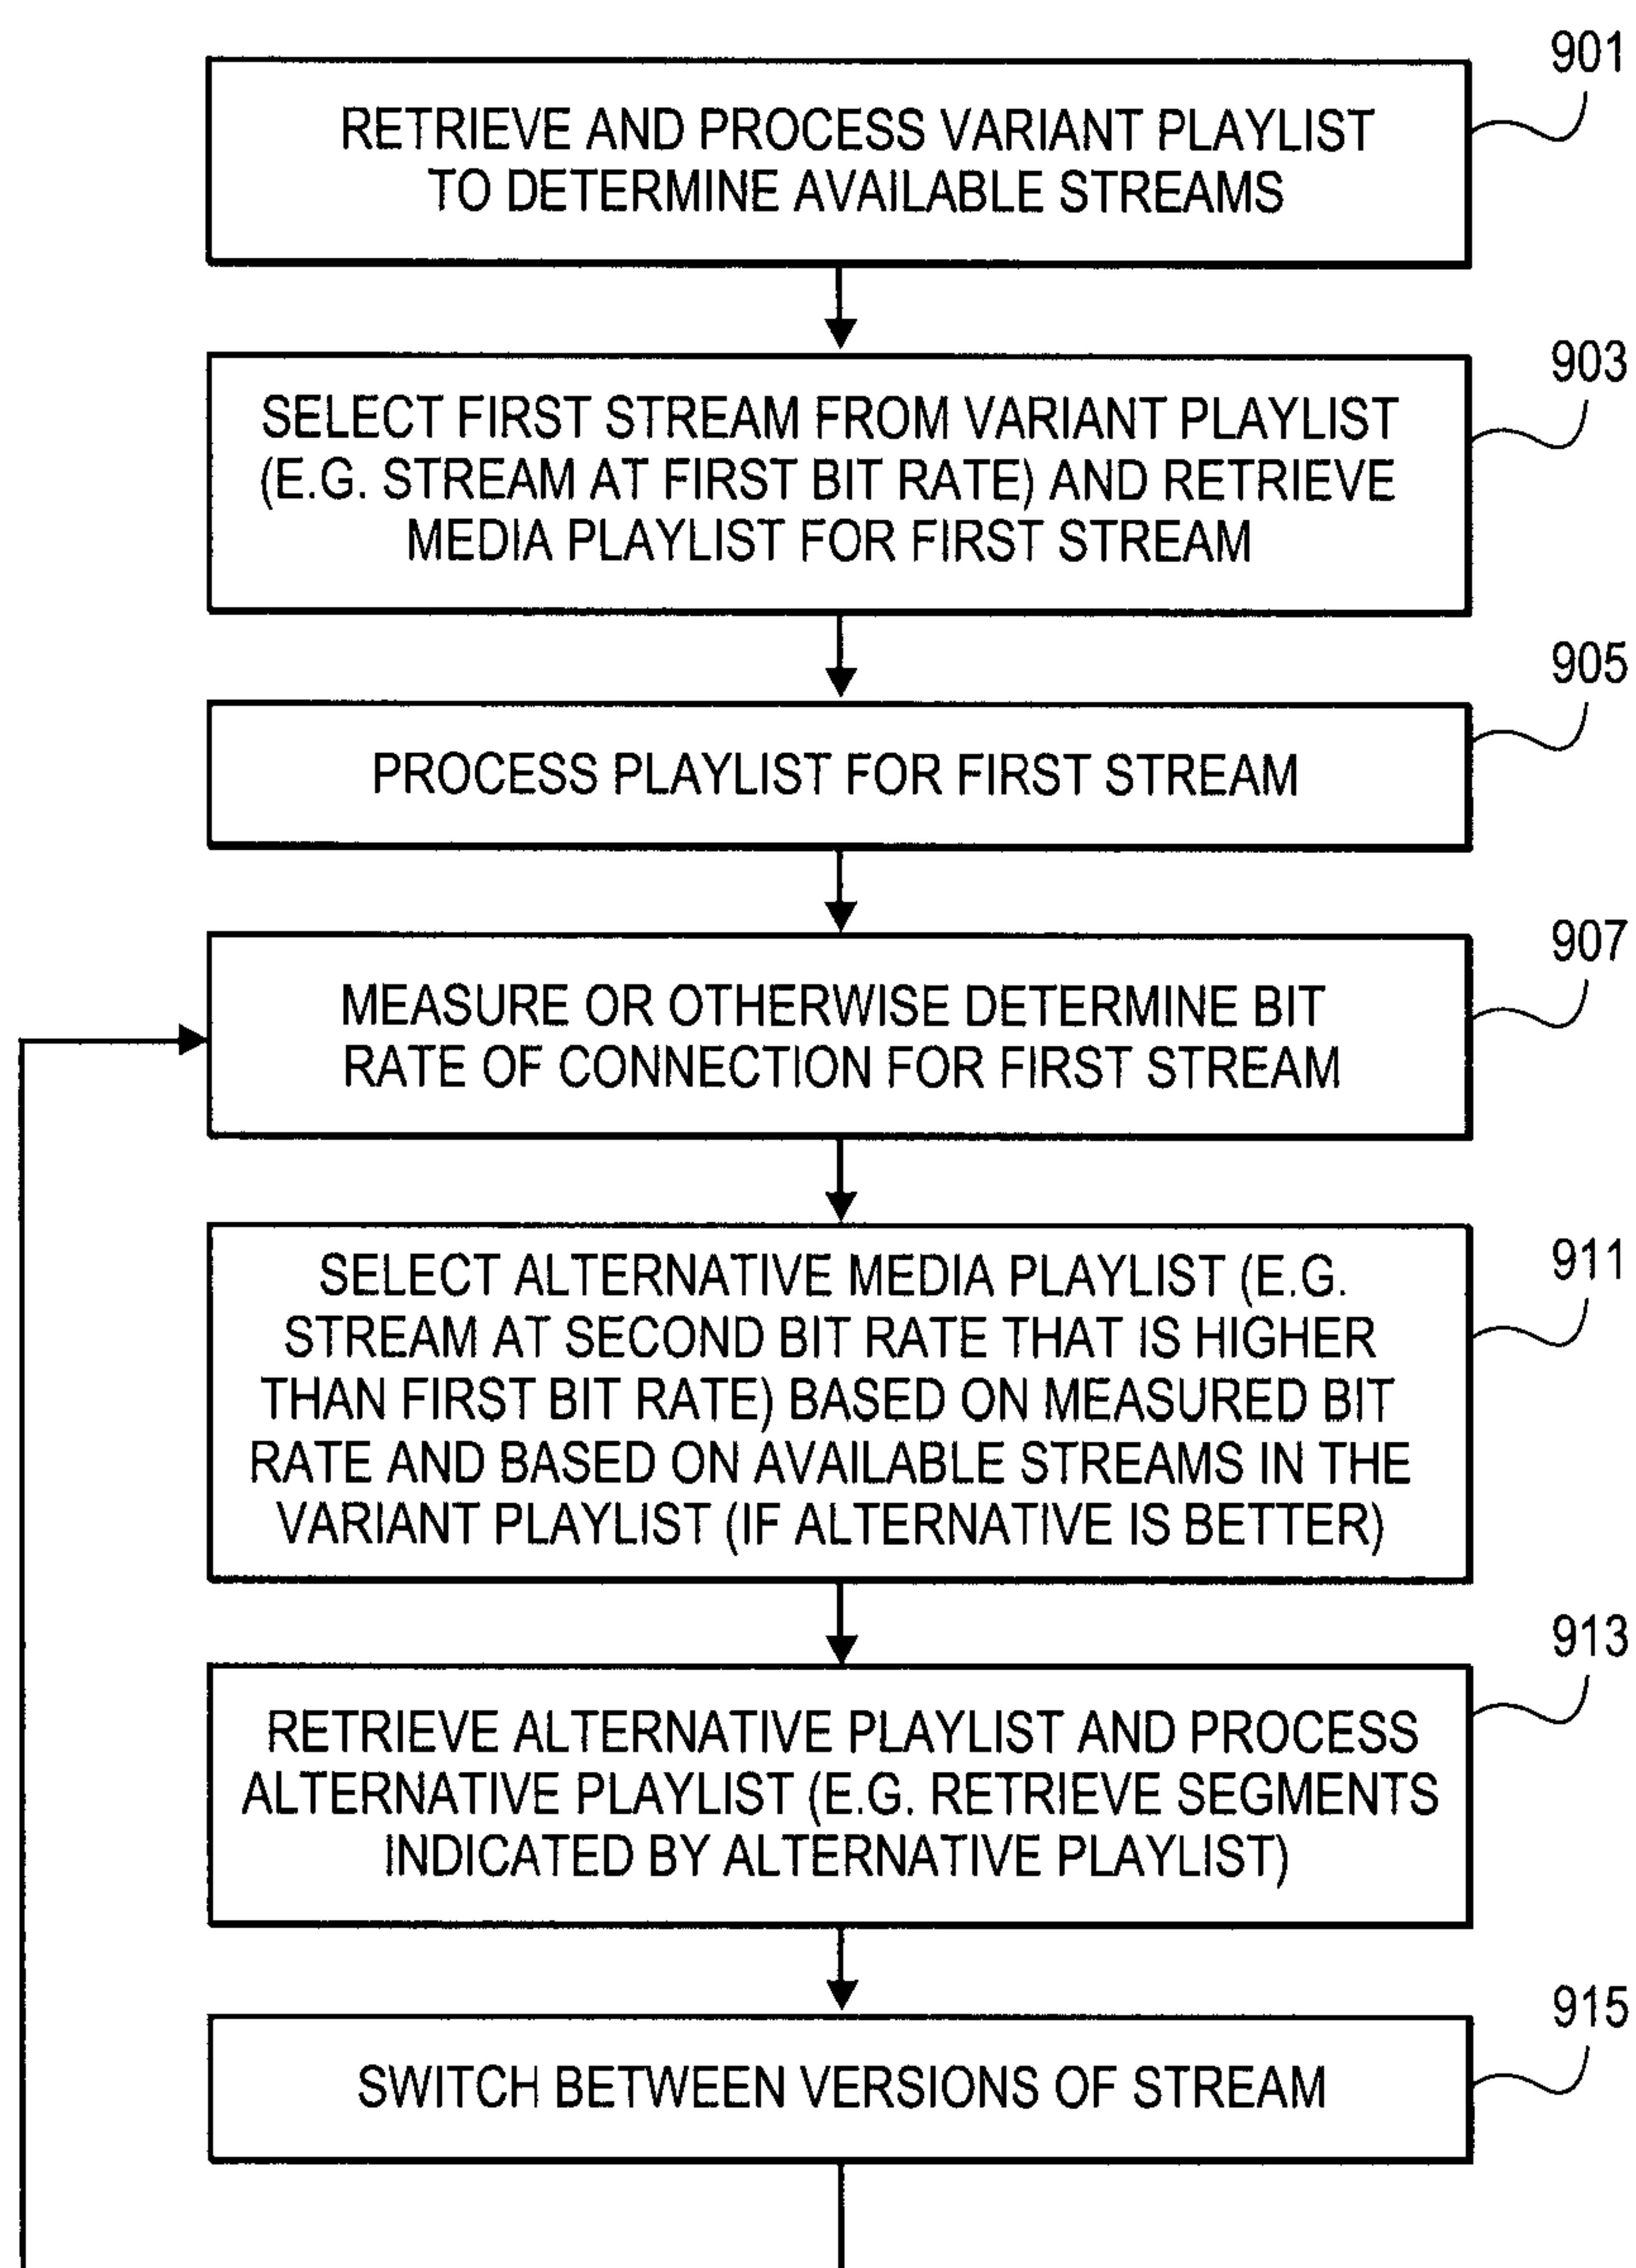 901
RETRIEVE AND PROCESS VARIANT PLAYLIST
TO DETERMINE AVAILABLE STREAMS
903
SELECT FIRST STREAM FROM VARIANT PLAYLIST
(E.G. STREAM AT FIRST BIT RATE) AND RETRIEVE
MEDIA PLAYLIST FOR FIRST STREAM
905
PROCESS PLAYLIST FOR FIRST STREAM
907
MEASURE OR OTHERWISE DETERMINE BIT
RATE OF CONNECTION FOR FIRST STREAM
911
SELECT ALTERNATIVE MEDIA PLAYLIST (E.G.
STREAM AT SECOND BIT RATE THAT IS HIGHER
THAN FIRST BIT RATE) BASED ON MEASURED BIT
RATE AND BASED ON AVAILABLE STREAMS IN THE
VARIANT PLAYLIST (IF ALTERNATIVE IS BETTER)
913
RETRIEVE ALTERNATIVE PLAYLIST AND PROCESS
ALTERNATIVE PLAYLIST (E.G. RETRIEVE SEGMENTS
INDICATED BY ALTERNATIVE PLAYLIST)
915
SWITCH BETWEEN VERSIONS OF STREAM